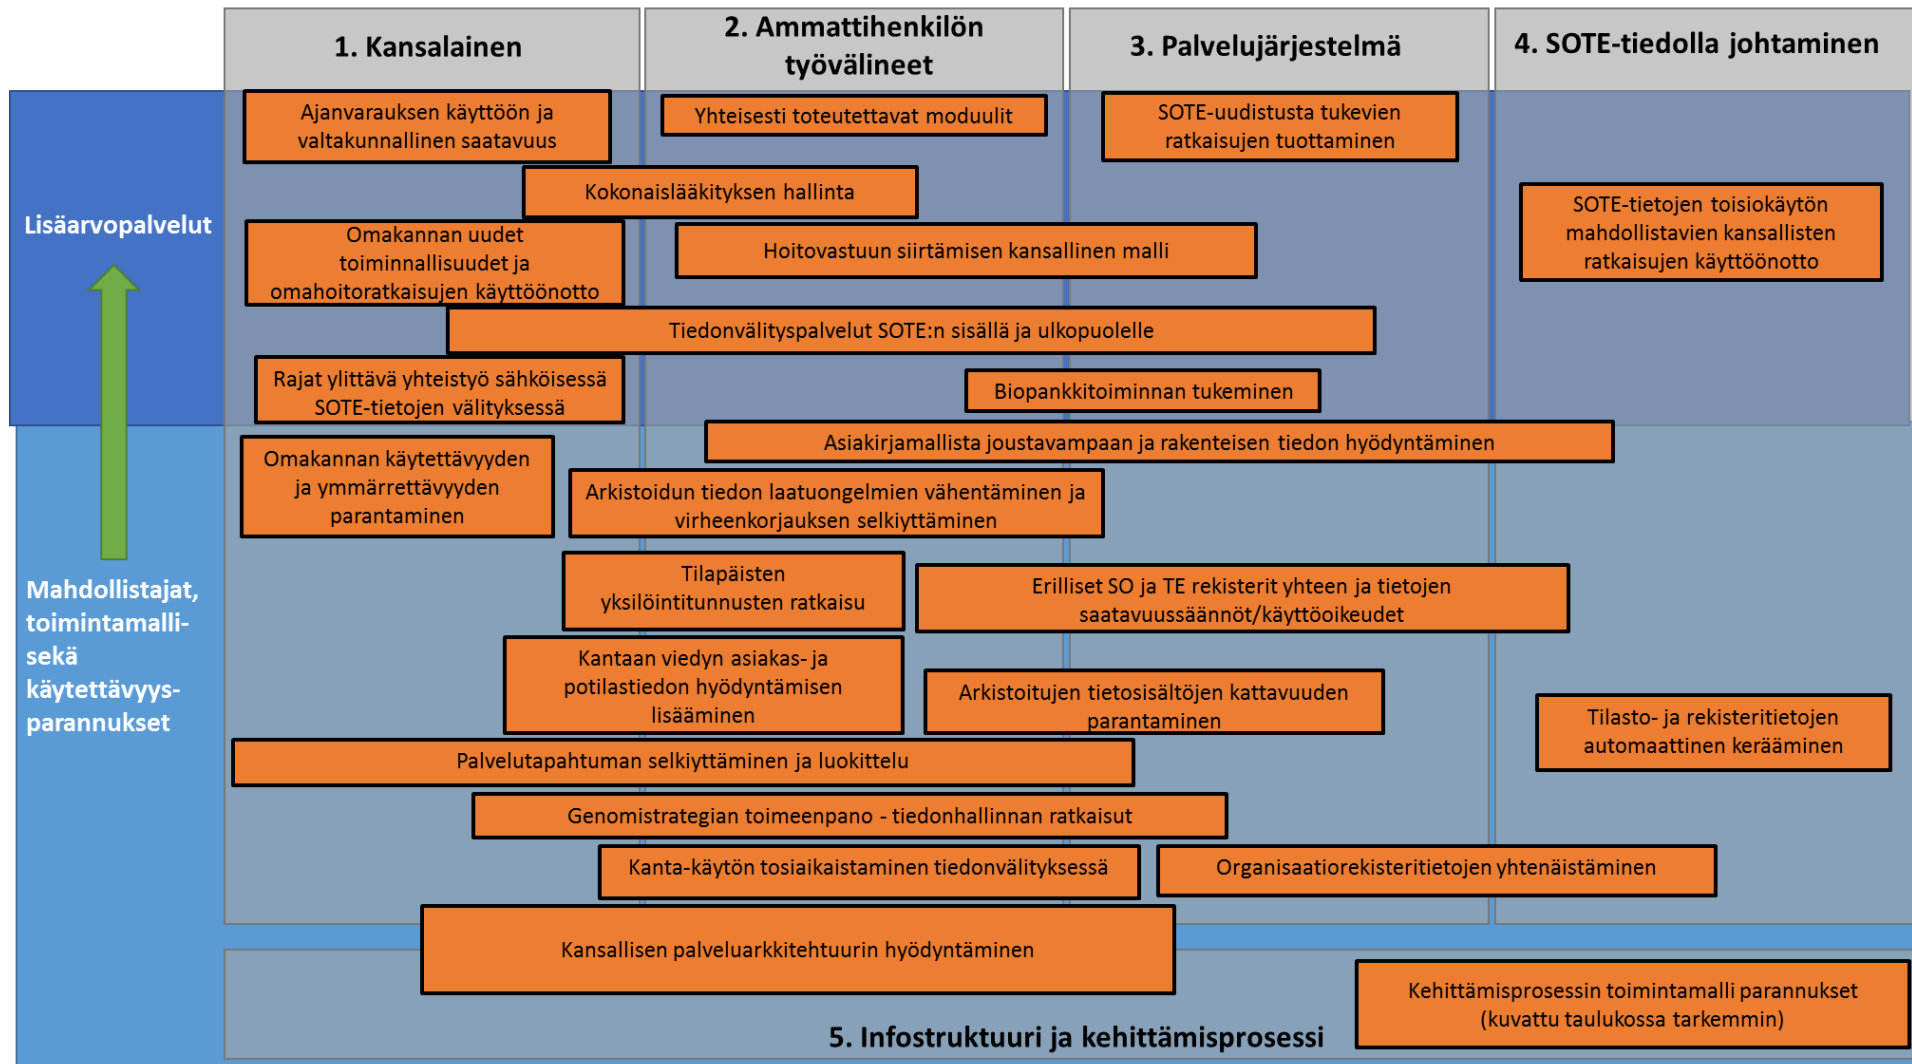 1. Kansalainen
2. Ammattihenkilön
työvälineet
3. Palvelujärjestelmä
4. SOTE-tiedolla johtaminen
Lisäarvopalvelut
Ajanvarauksen käyttöön ja
valtakunnallinen saatavuus
Yhteisesti toteutettavat moduulit
SOTE-uudistusta tukevien
ratkaisujen tuottaminen
Kokonaislääkityksen hallinta
SOTE-tietojen toisiokäytön
mahdollistavien kansallisten
ratkaisujen käyttöönotto
Omakannan uudet
toiminnallisuudet ja
omahoitoratkaisujen käyttöönotto
Hoitovastuun siirtämisen kansallinen malli
Tiedonvälityspalvelut SOTE:n sisällä ja ulkopuolelle
Rajat ylittävä yhteistyö sähköisessä
SOTE-tietojen välityksessä
Biopankkitoiminnan tukeminen
Mahdollistajat,
toimintamalli-
sekä
käytettävyys-
parannukset
Asiakirjamallista joustavampaan ja rakenteisen tiedon hyödyntäminen
Omakannan käytettävyyden
ja ymmärrettävyyden
parantaminen
Arkistoidun tiedon laatuongelmien vähentäminen ja
virheenkorjauksen selkiyttäminen
Tilapäisten
yksilöintitunnusten ratkaisu
Erilliset SO ja TE rekisterit yhteen ja tietojen
saatavuussäännöt/käyttöoikeudet
Kantaan viedyn asiakas- ja
potilastiedon hyödyntämisen
lisääminen
Arkistoitujen tietosisältöjen kattavuuden
parantaminen
Tilasto- ja rekisteritietojen
automaattinen kerääminen
Palvelutapahtuman selkiyttäminen ja luokittelu
Genomistrategian toimeenpano - tiedonhallinnan ratkaisut
Kanta-käytön tosiaikaistaminen tiedonvälityksessä
Organisaatiorekisteritietojen yhtenäistäminen
Kansallisen palveluarkkitehtuurin hyödyntäminen
Kehittämisprosessin toimintamalli parannukset
(kuvattu taulukossa tarkemmin)
5. Infostruktuuri ja kehittämisprosessi